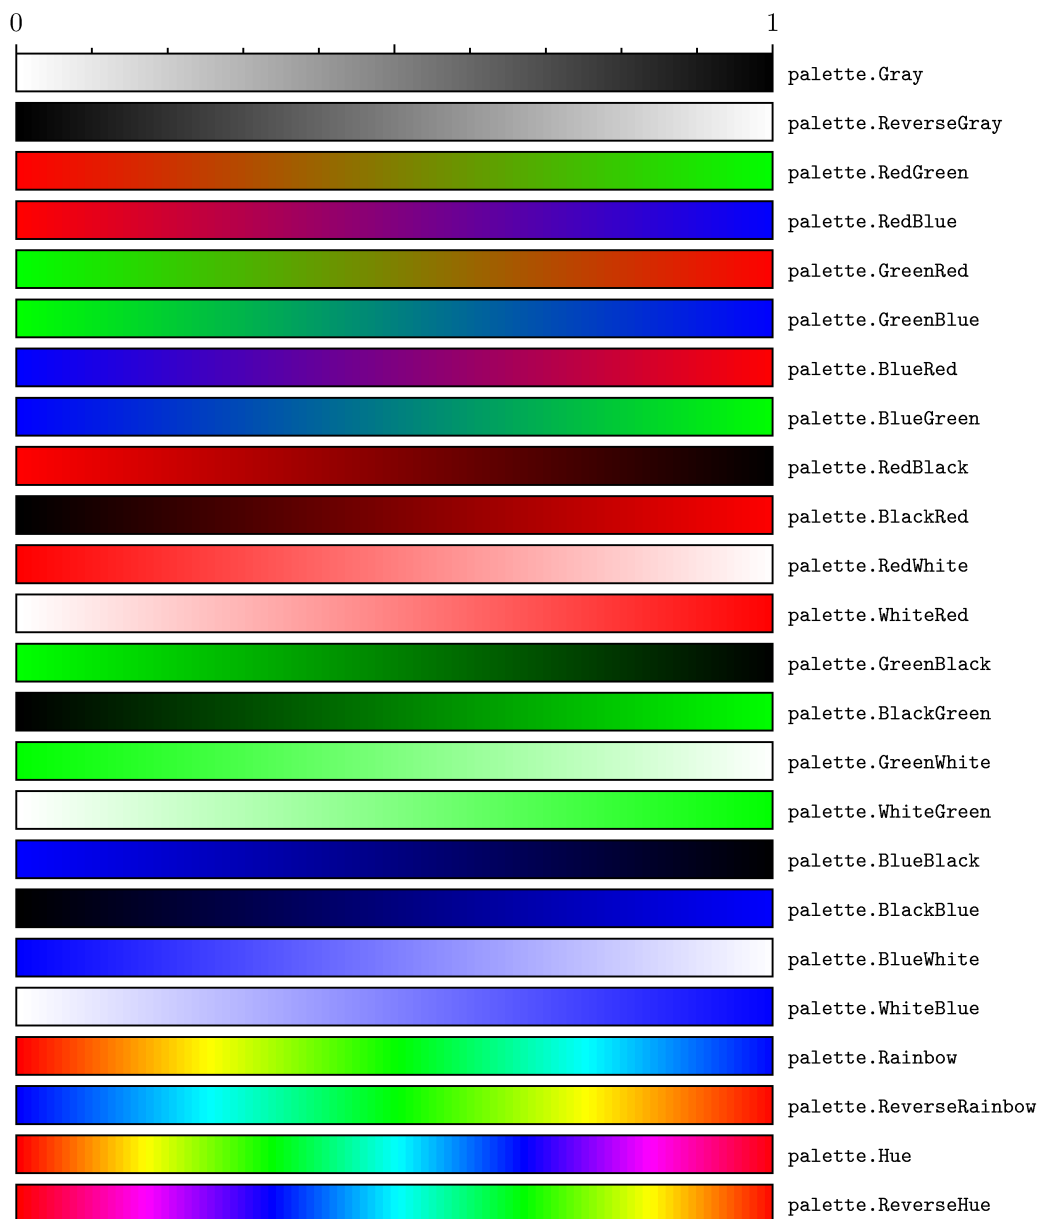 0 1
palette.Gray
palette.ReverseGray
palette.RedGreen
palette.RedBlue
palette.GreenRed
palette.GreenBlue
palette.BlueRed
palette.BlueGreen
palette.RedBlack
palette.BlackRed
palette.RedWhite
palette.WhiteRed
palette.GreenBlack
palette.BlackGreen
palette.GreenWhite
palette.WhiteGreen
palette.BlueBlack
palette.BlackBlue
palette.BlueWhite
palette.WhiteBlue
palette.Rainbow
palette.ReverseRainbow
palette.Hue
palette.ReverseHue